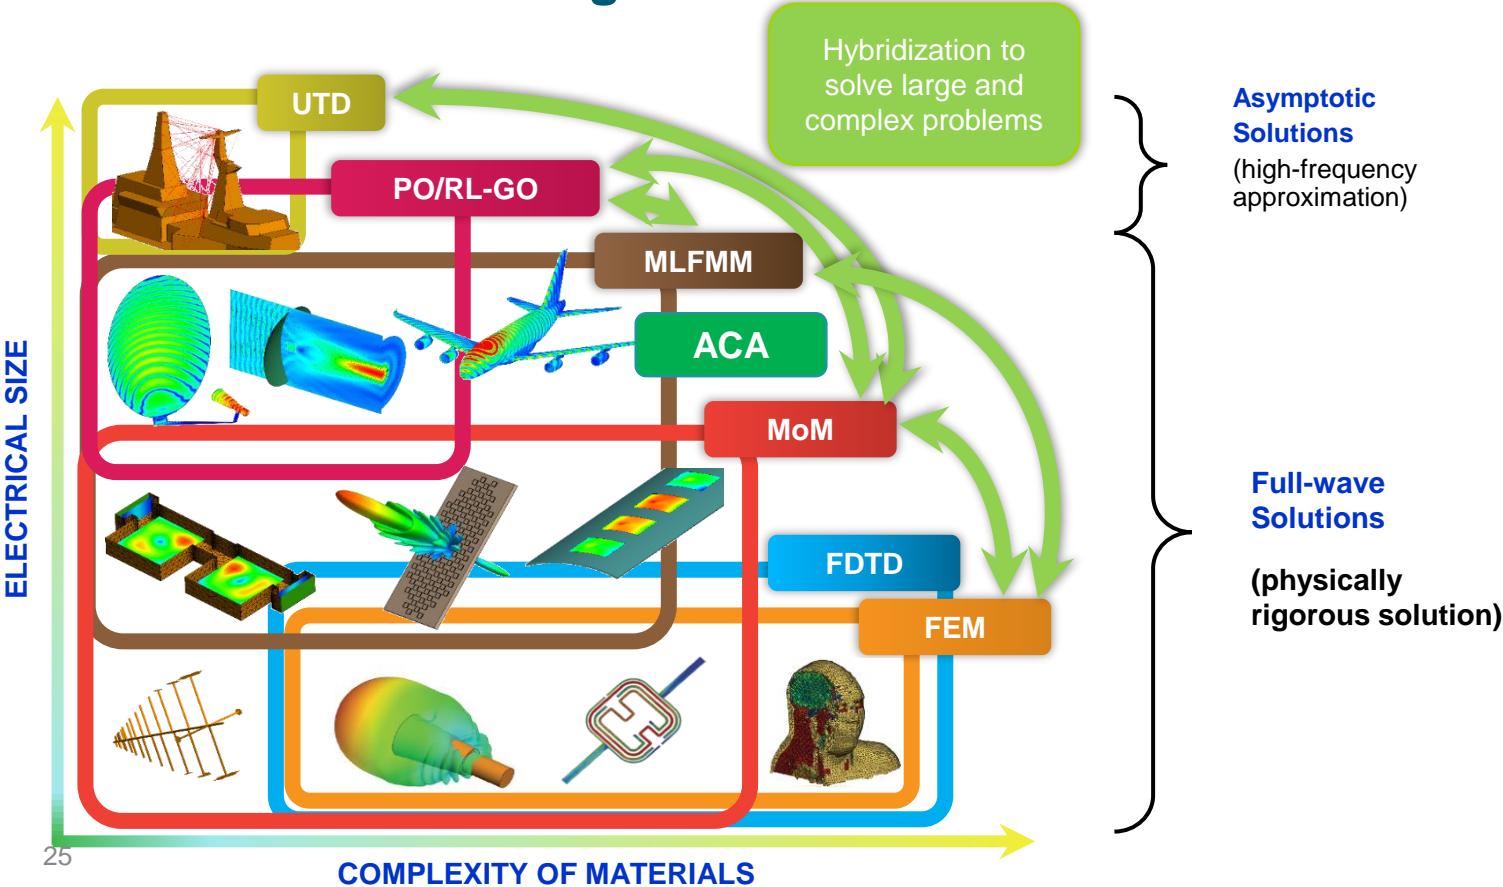 Hybridization to
solve large and
complex problems
UTD
PO/RL-GO
MLFMM
ACA
MoM
FDTD
FEM
Asymptotic
Solutions
(high-frequency
approximation)
Full-wave
Solutions
(physically
rigorous solution)
ELECTRICAL SIZE
COMPLEXITY OF MATERIALS
25